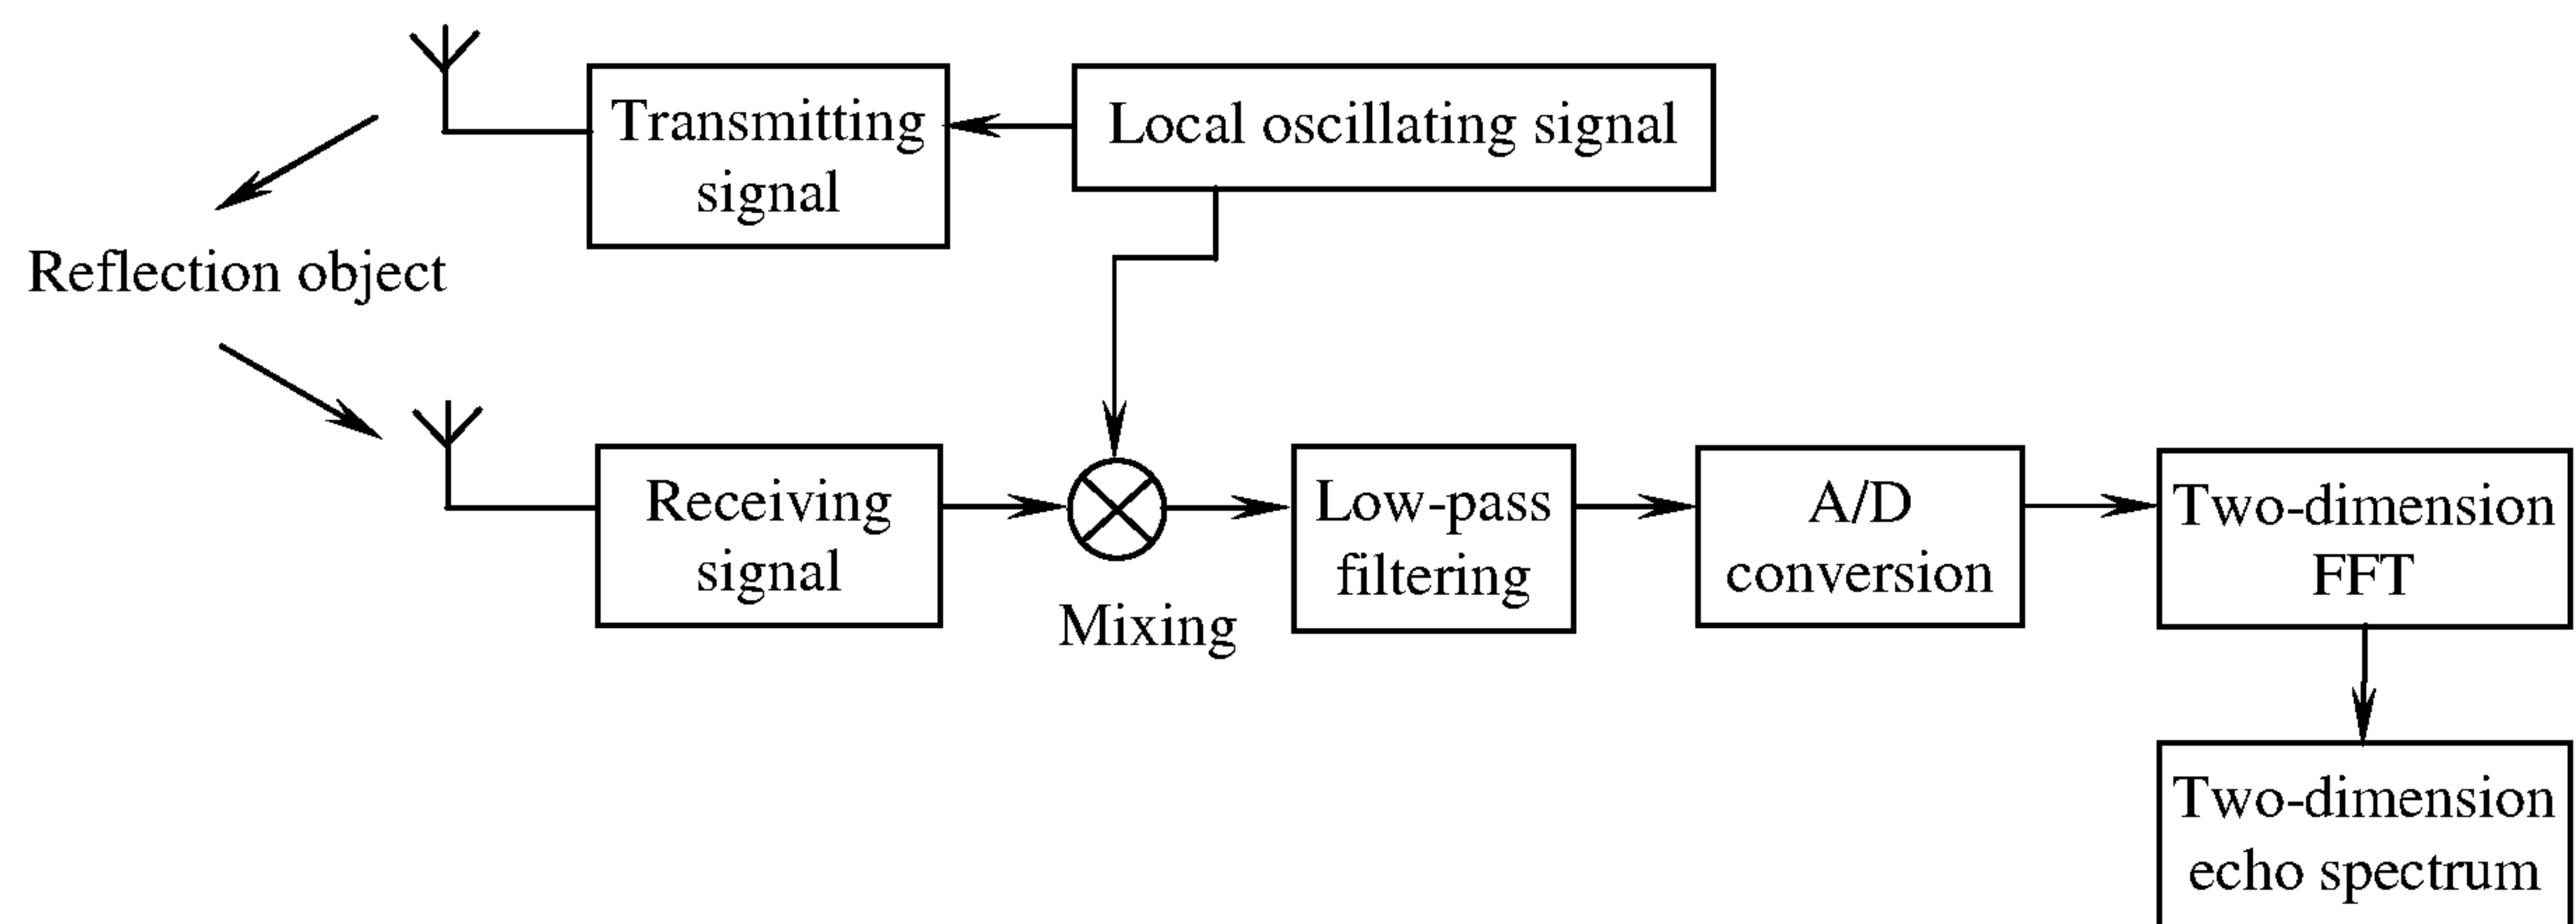 Transmitting
signal
Local oscillating signal
Reflection object
Receiving
signal
Mixing
Low-pass
filtering
A/D
conversion
Two-dimension
FFT
Two-dimension
echo spectrum